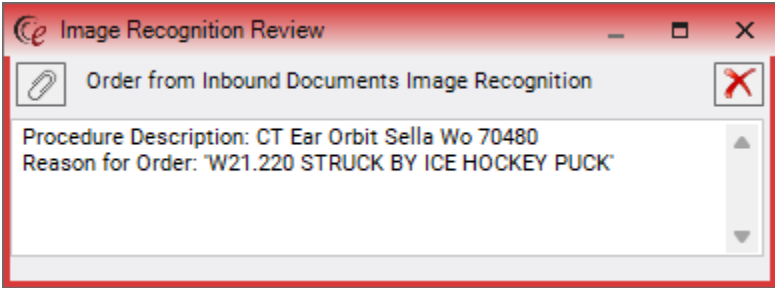 Ce Image Recognition Review
Order from Inbound Documents Image Recognition
Procedure Description: CT Ear Orbit Sella Wo 70480
Reason for Order: "W21.220 STRUCK BY ICE HOCKEY PUCK"